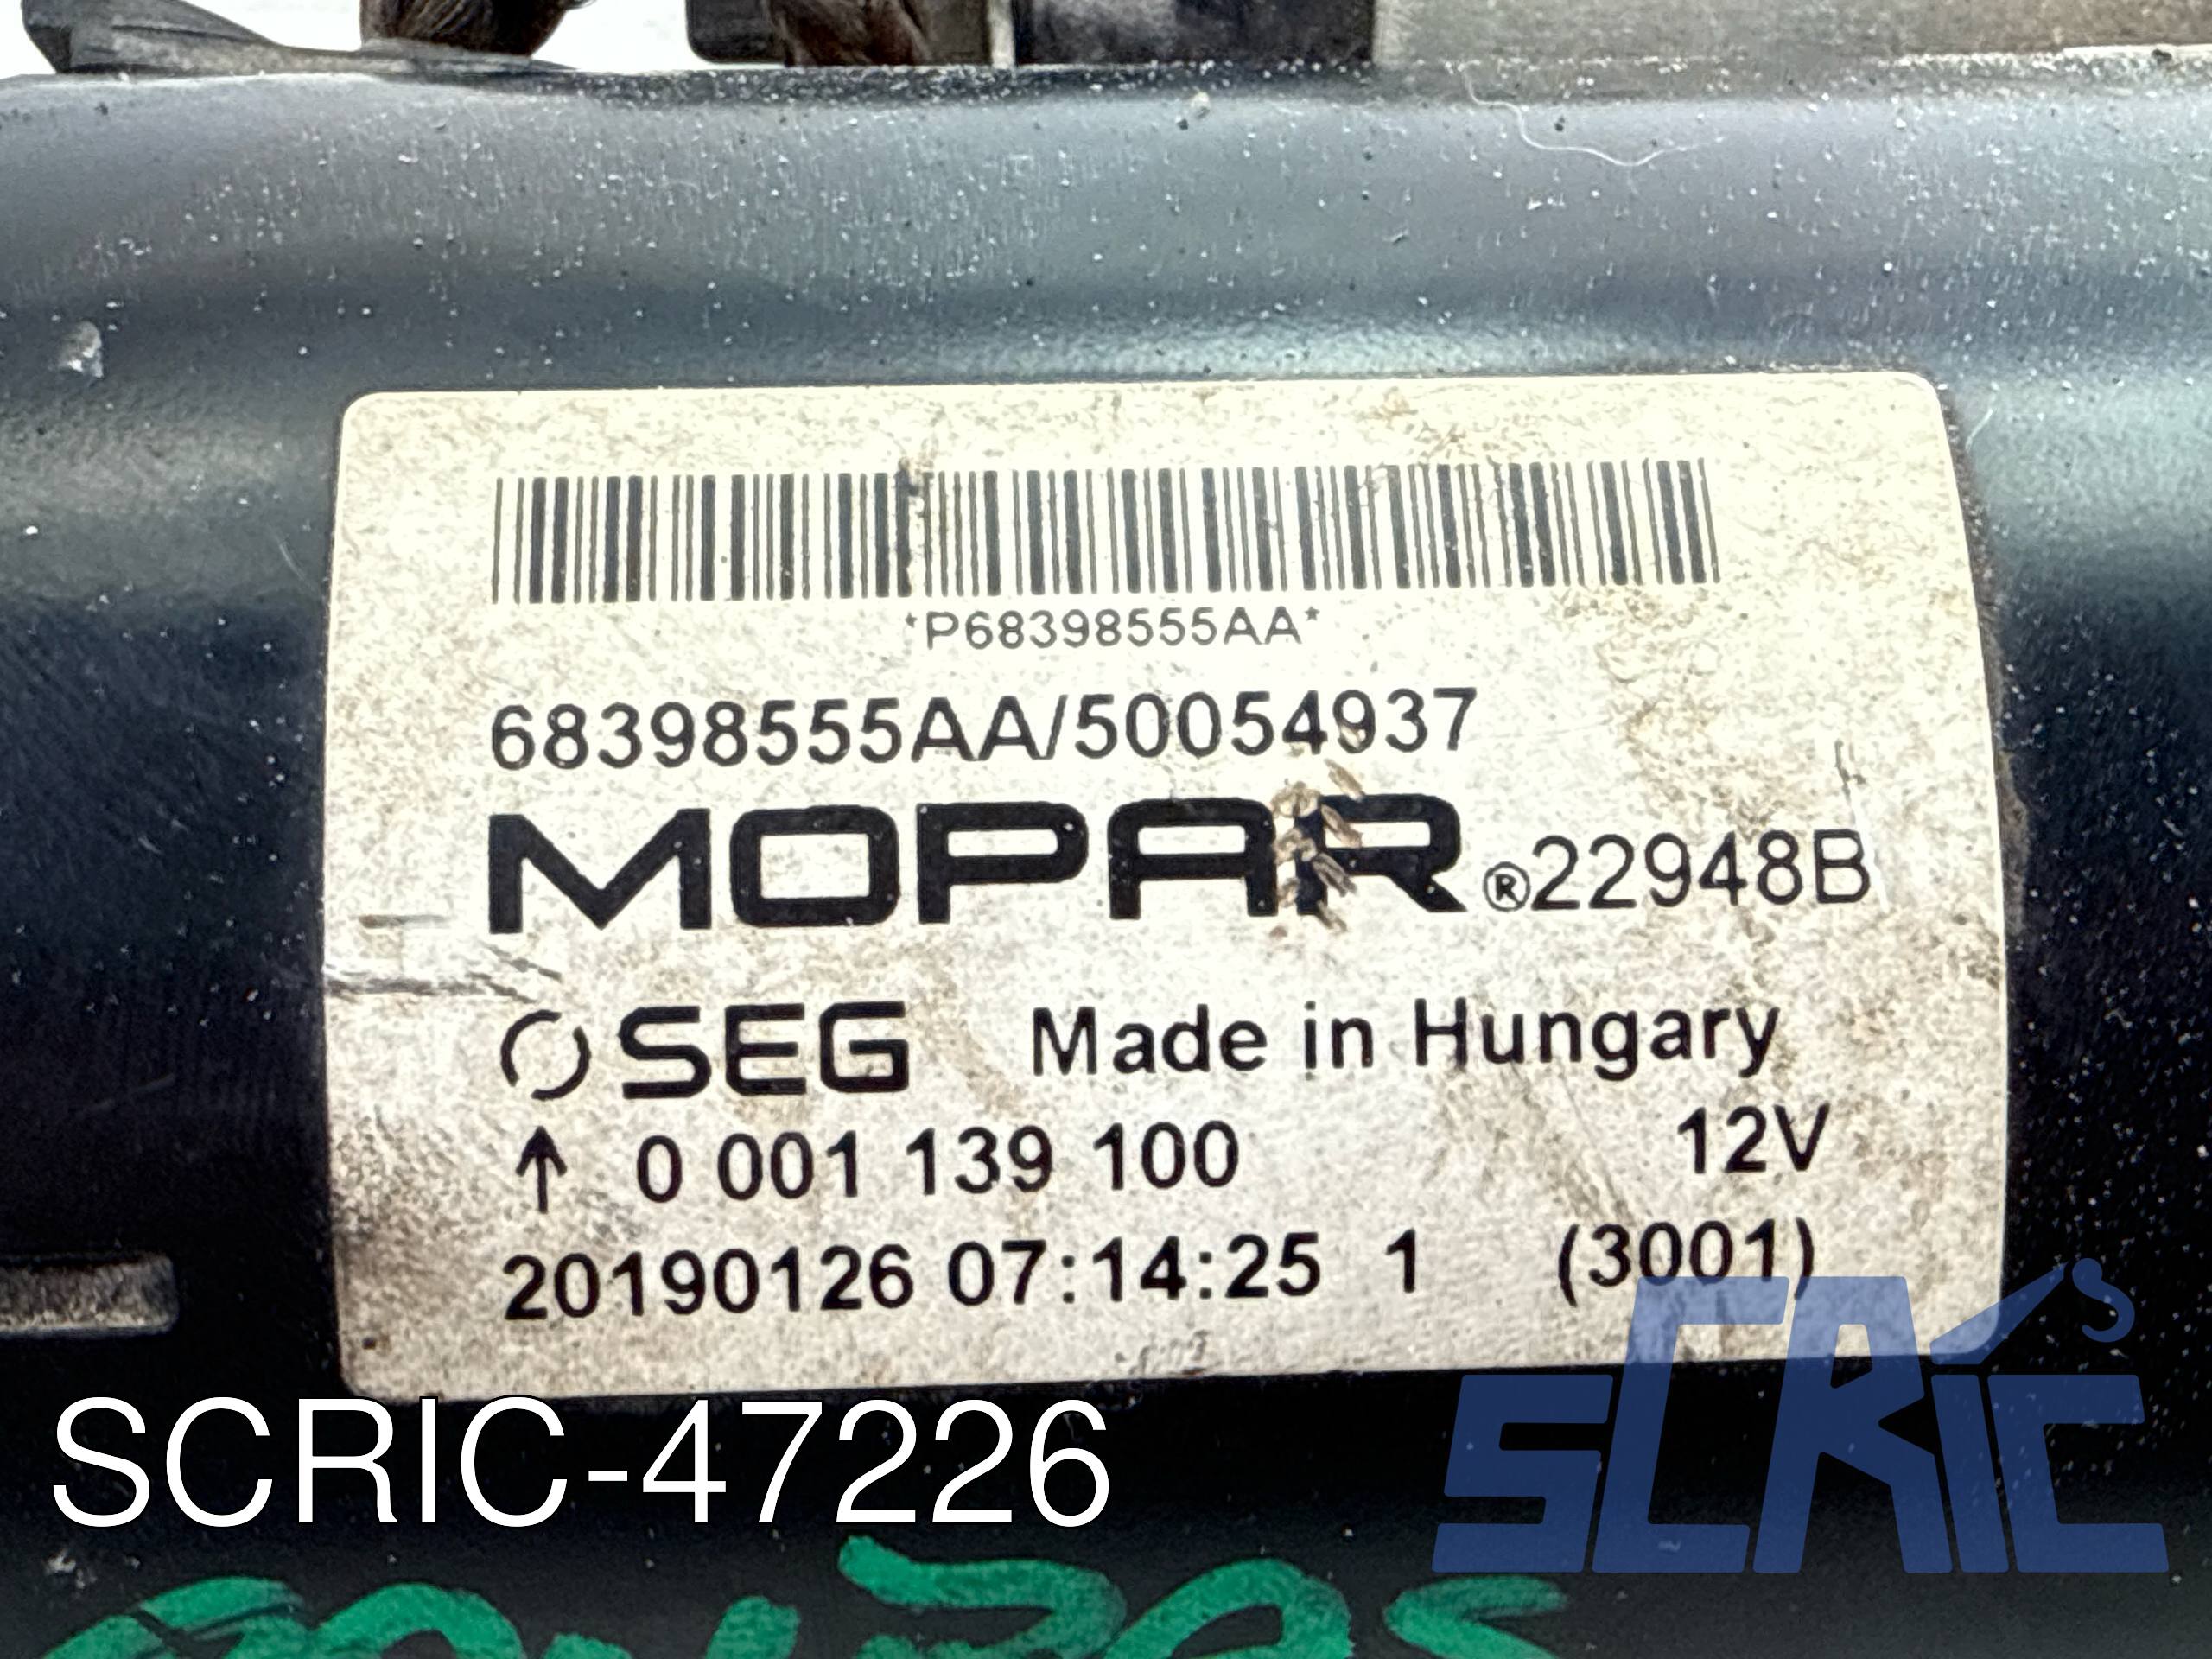 *P68398555AA*
68398555AA/50054937
MOPAR®22948B
SEG Made in Hungary
↑ 0 001 139 100 12V
20190126 07:14:25 1 (3001)
SCRIC-47226
SCRIC